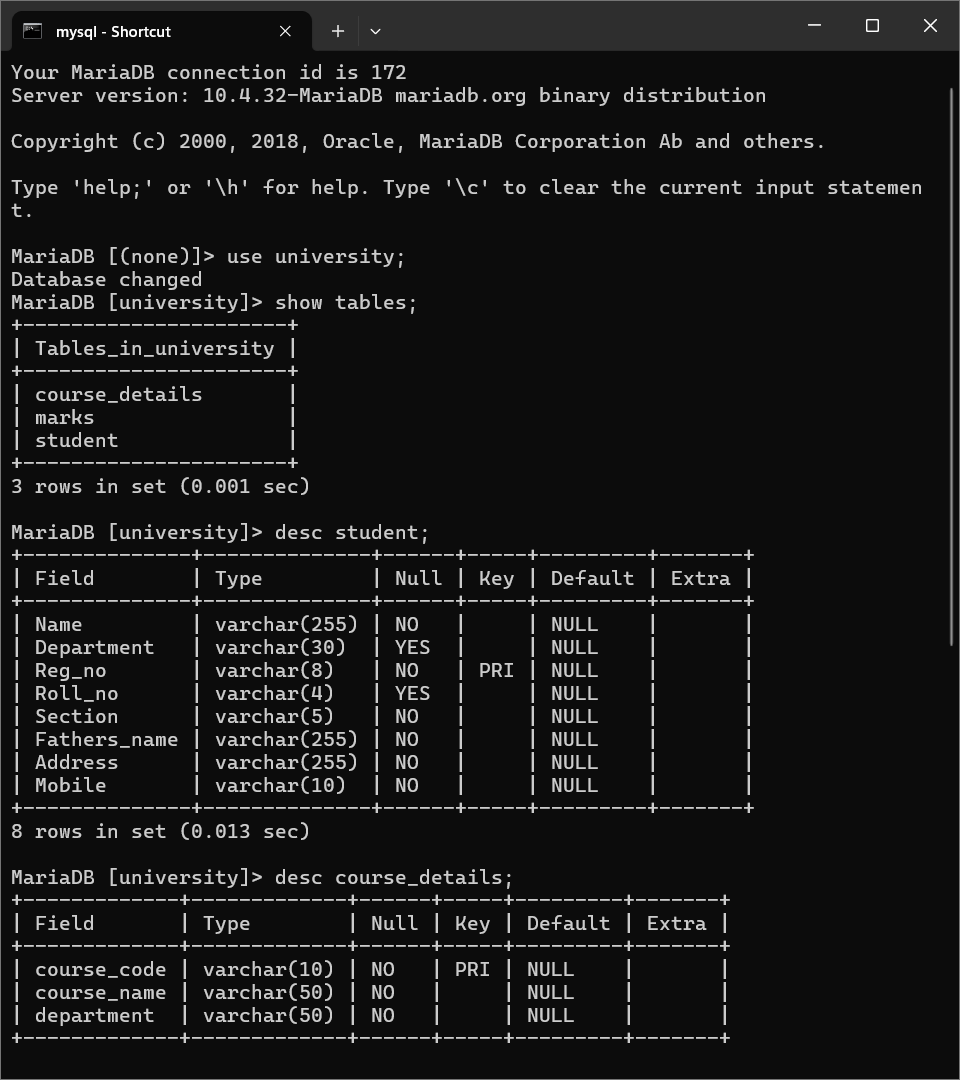 mysql - Shortcut
Your MariaDB connection id is 172
Server version: 10.4.32-MariaDB mariadb.org binary distribution

Copyright (c) 2000, 2018, Oracle, MariaDB Corporation Ab and others.

Type 'help;' or '\h' for help. Type '\c' to clear the current input statemen
t.

MariaDB [(none)]> use university;
Database changed
MariaDB [university]> show tables;
+----------------------+
| Tables_in_university |
+----------------------+
| course_details       |
| marks                |
| student              |
+----------------------+
3 rows in set (0.001 sec)

MariaDB [university]> desc student;
+--------------+--------------+------+-----+---------+-------+
| Field        | Type         | Null | Key | Default | Extra |
+--------------+--------------+------+-----+---------+-------+
| Name         | varchar(255) | NO   |     | NULL    |       |
| Department   | varchar(30)  | YES  |     | NULL    |       |
| Reg_no       | varchar(8)   | NO   | PRI | NULL    |       |
| Roll_no      | varchar(4)   | YES  |     | NULL    |       |
| Section      | varchar(5)   | NO   |     | NULL    |       |
| Fathers_name | varchar(255) | NO   |     | NULL    |       |
| Address      | varchar(255) | NO   |     | NULL    |       |
| Mobile       | varchar(10)  | NO   |     | NULL    |       |
+--------------+--------------+------+-----+---------+-------+
8 rows in set (0.013 sec)

MariaDB [university]> desc course_details;
+-------------+-------------+------+-----+---------+-------+
| Field       | Type        | Null | Key | Default | Extra |
+-------------+-------------+------+-----+---------+-------+
| course_code | varchar(10) | NO   | PRI | NULL    |       |
| course_name | varchar(50) | NO   |     | NULL    |       |
| department  | varchar(50) | NO   |     | NULL    |       |
+-------------+-------------+------+-----+---------+-------+